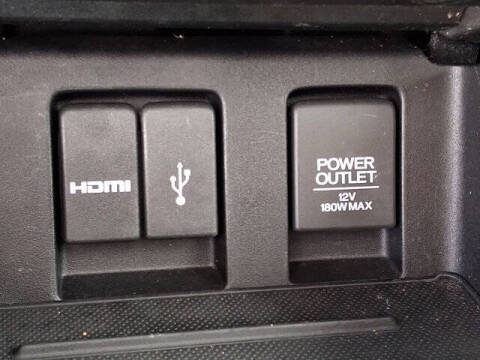 HDMI
POWER
OUTLET
12V
180W MAX